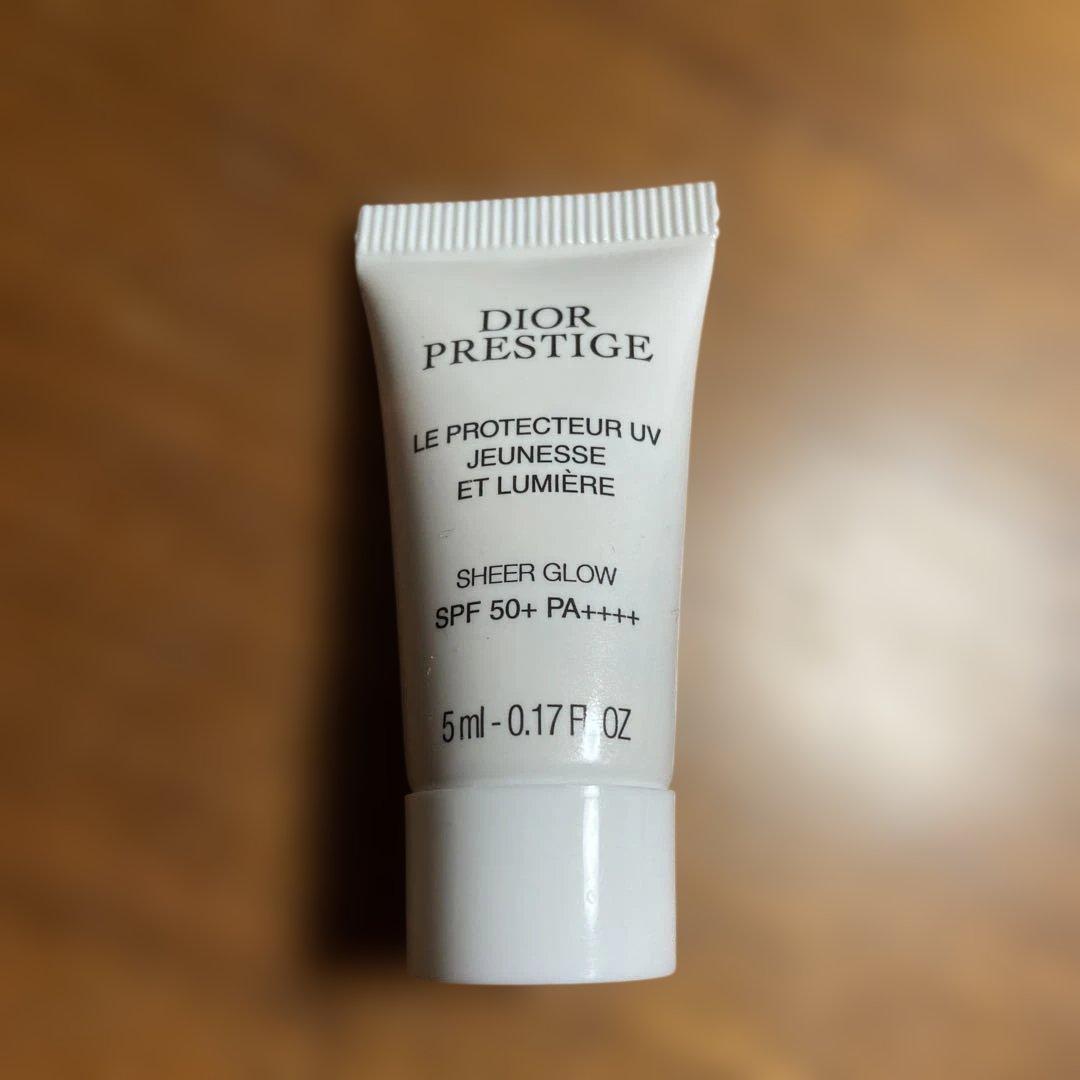 DIOR
PRESTIGE
LE PROTECTEUR UV
JEUNESSE
ET LUMIÈRE
SHEER GLOW
SPF 50+ PA++++
5 ml - 0.17 Fl OZ